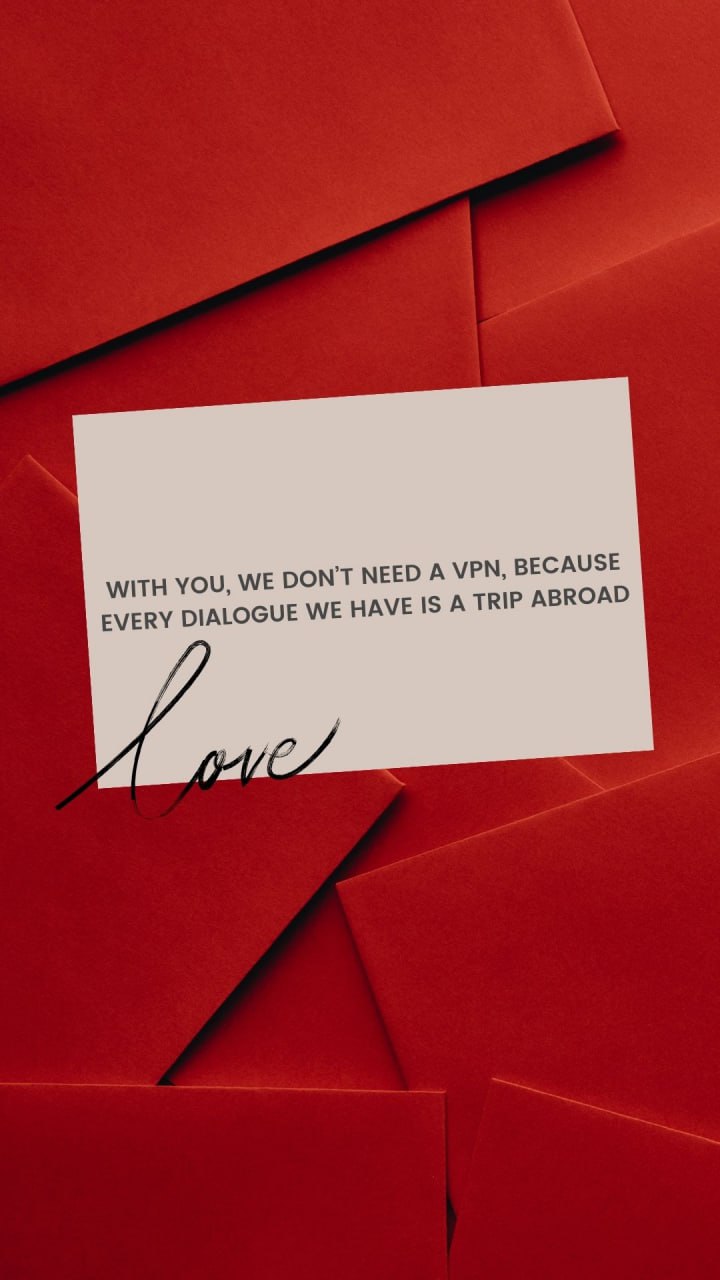 WITH YOU, WE DON’T NEED A VPN, BECAUSE
EVERY DIALOGUE WE HAVE IS A TRIP ABROAD
love